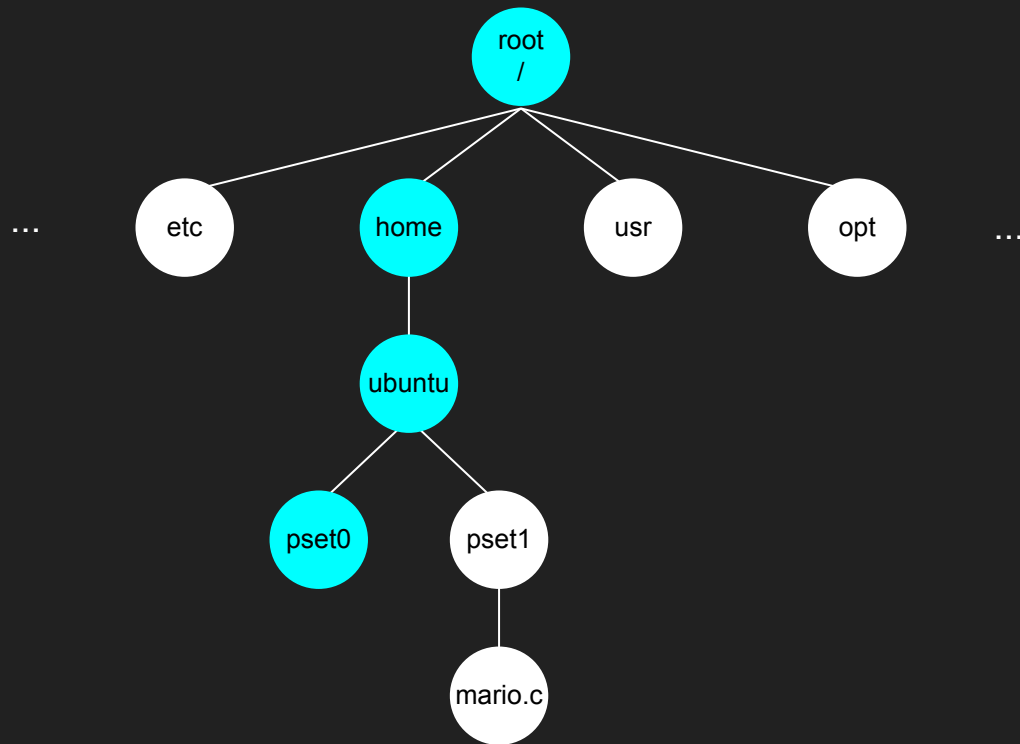 root
/
... etc home usr opt ...
ubuntu
pset0 pset1
mario.c